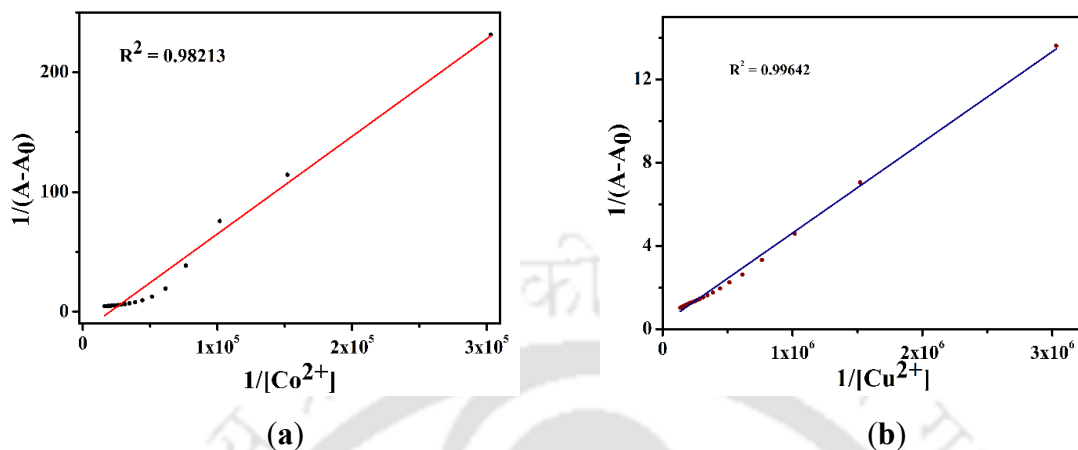 R² = 0.98213
1/(A-A₀)
200
100
0
0
1x10⁵
2x10⁵
3x10⁵
1/[Co²⁺]
(a)
R² = 0.99642
1/(A-A₀)
12
8
4
0
0
1x10⁶
2x10⁶
3x10⁶
1/[Cu²⁺]
(b)